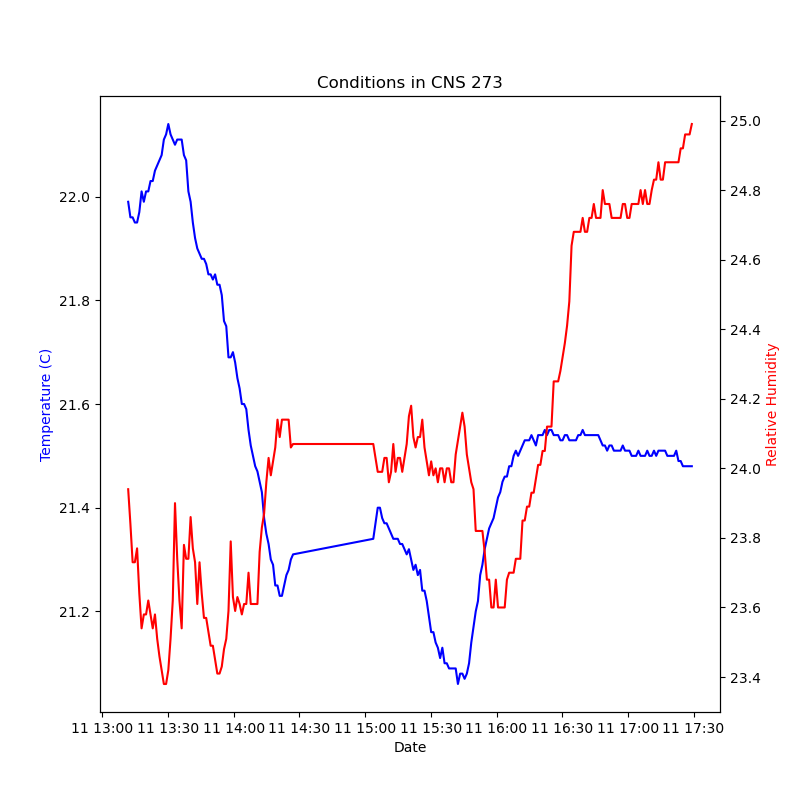 Conditions in CNS 273
22.0
21.8
21.6
21.4
21.2
Temperature (C)
25.0
24.8
24.6
24.4
24.2
24.0
23.8
23.6
23.4
Relative Humidity
11 13:00 11 13:30 11 14:00 11 14:30 11 15:00 11 15:30 11 16:00 11 16:30 11 17:00 11 17:30
Date